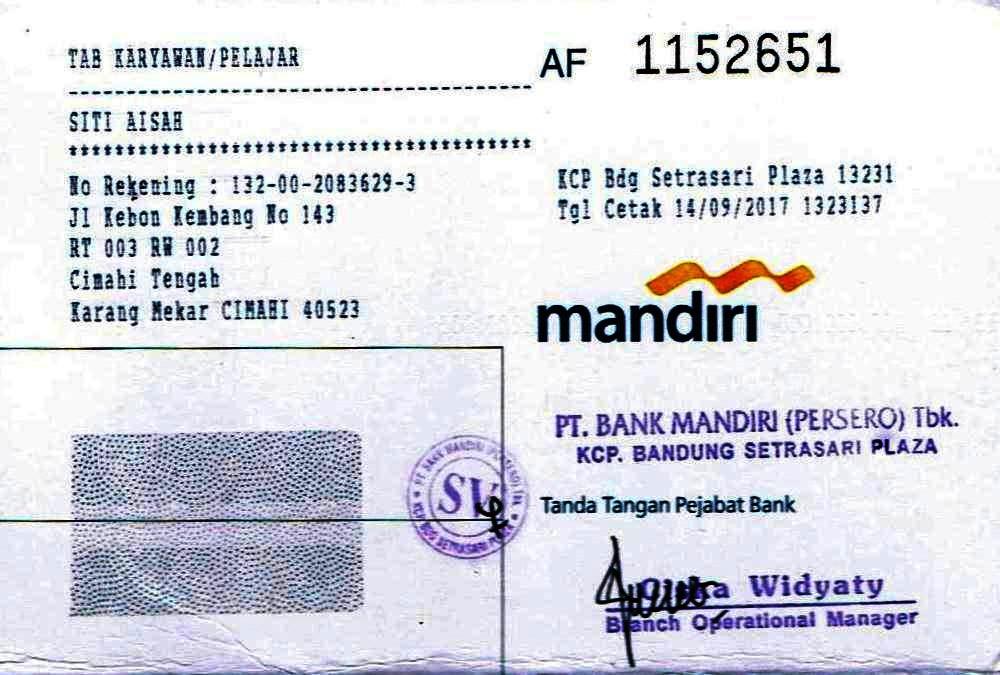 TAB KARYAWAN/PELAJAR
AF 1152651
SITI AISAH
No Rekening : 132-00-2083629-3
Jl Kebon Kembang No 143
RT 003 RW 002
Cimahi Tengah
Karang Mekar CIMAHI 40523
KCP Bdg Setrasari Plaza 13231
Tgl Cetak 14/09/2017 1323137
mandiri
PT. BANK MANDIRI (PERSERO) Tbk.
KCP. BANDUNG SETRASARI PLAZA
PT BANK MANDIRI (PERSERO) Tbk
SV
KCP BDG SETRASARI
Tanda Tangan Pejabat Bank
Widyaty
Branch Operational Manager